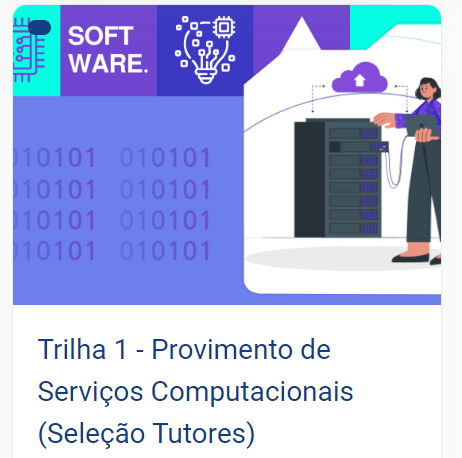 SOFT
WARE.
010101 010101
010101 010101
010101 010101
010101 010101
Trilha 1 - Provimento de
Serviços Computacionais
(Seleção Tutores)